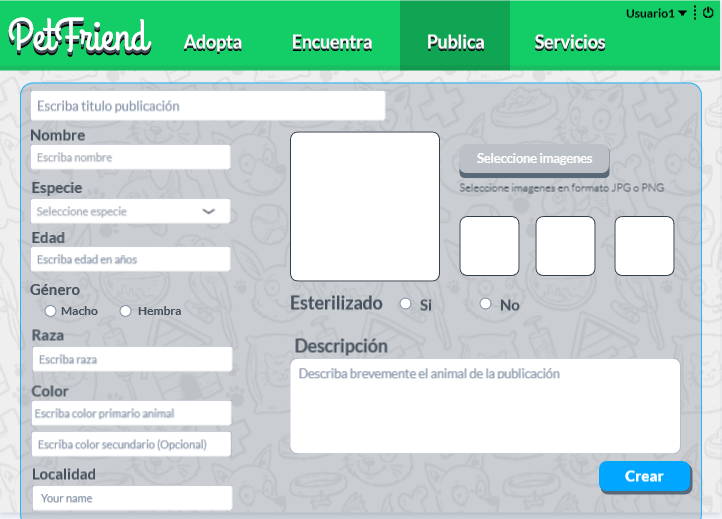 Usuario1
PetFriend
Adopta
Encuentra
Publica
Servicios
Escriba titulo publicación
Nombre
Escriba nombre
Especie
Seleccione especie
Edad
Escriba edad en años
Género
Macho
Hembra
Raza
Escriba raza
Color
Escriba color primario animal
Escriba color secundario (Opcional)
Localidad
Your name
Seleccione imagenes
Seleccione imagenes en formato JPG o PNG
Esterilizado
Si
No
Descripción
Describa brevemente el animal de la publicación
Crear